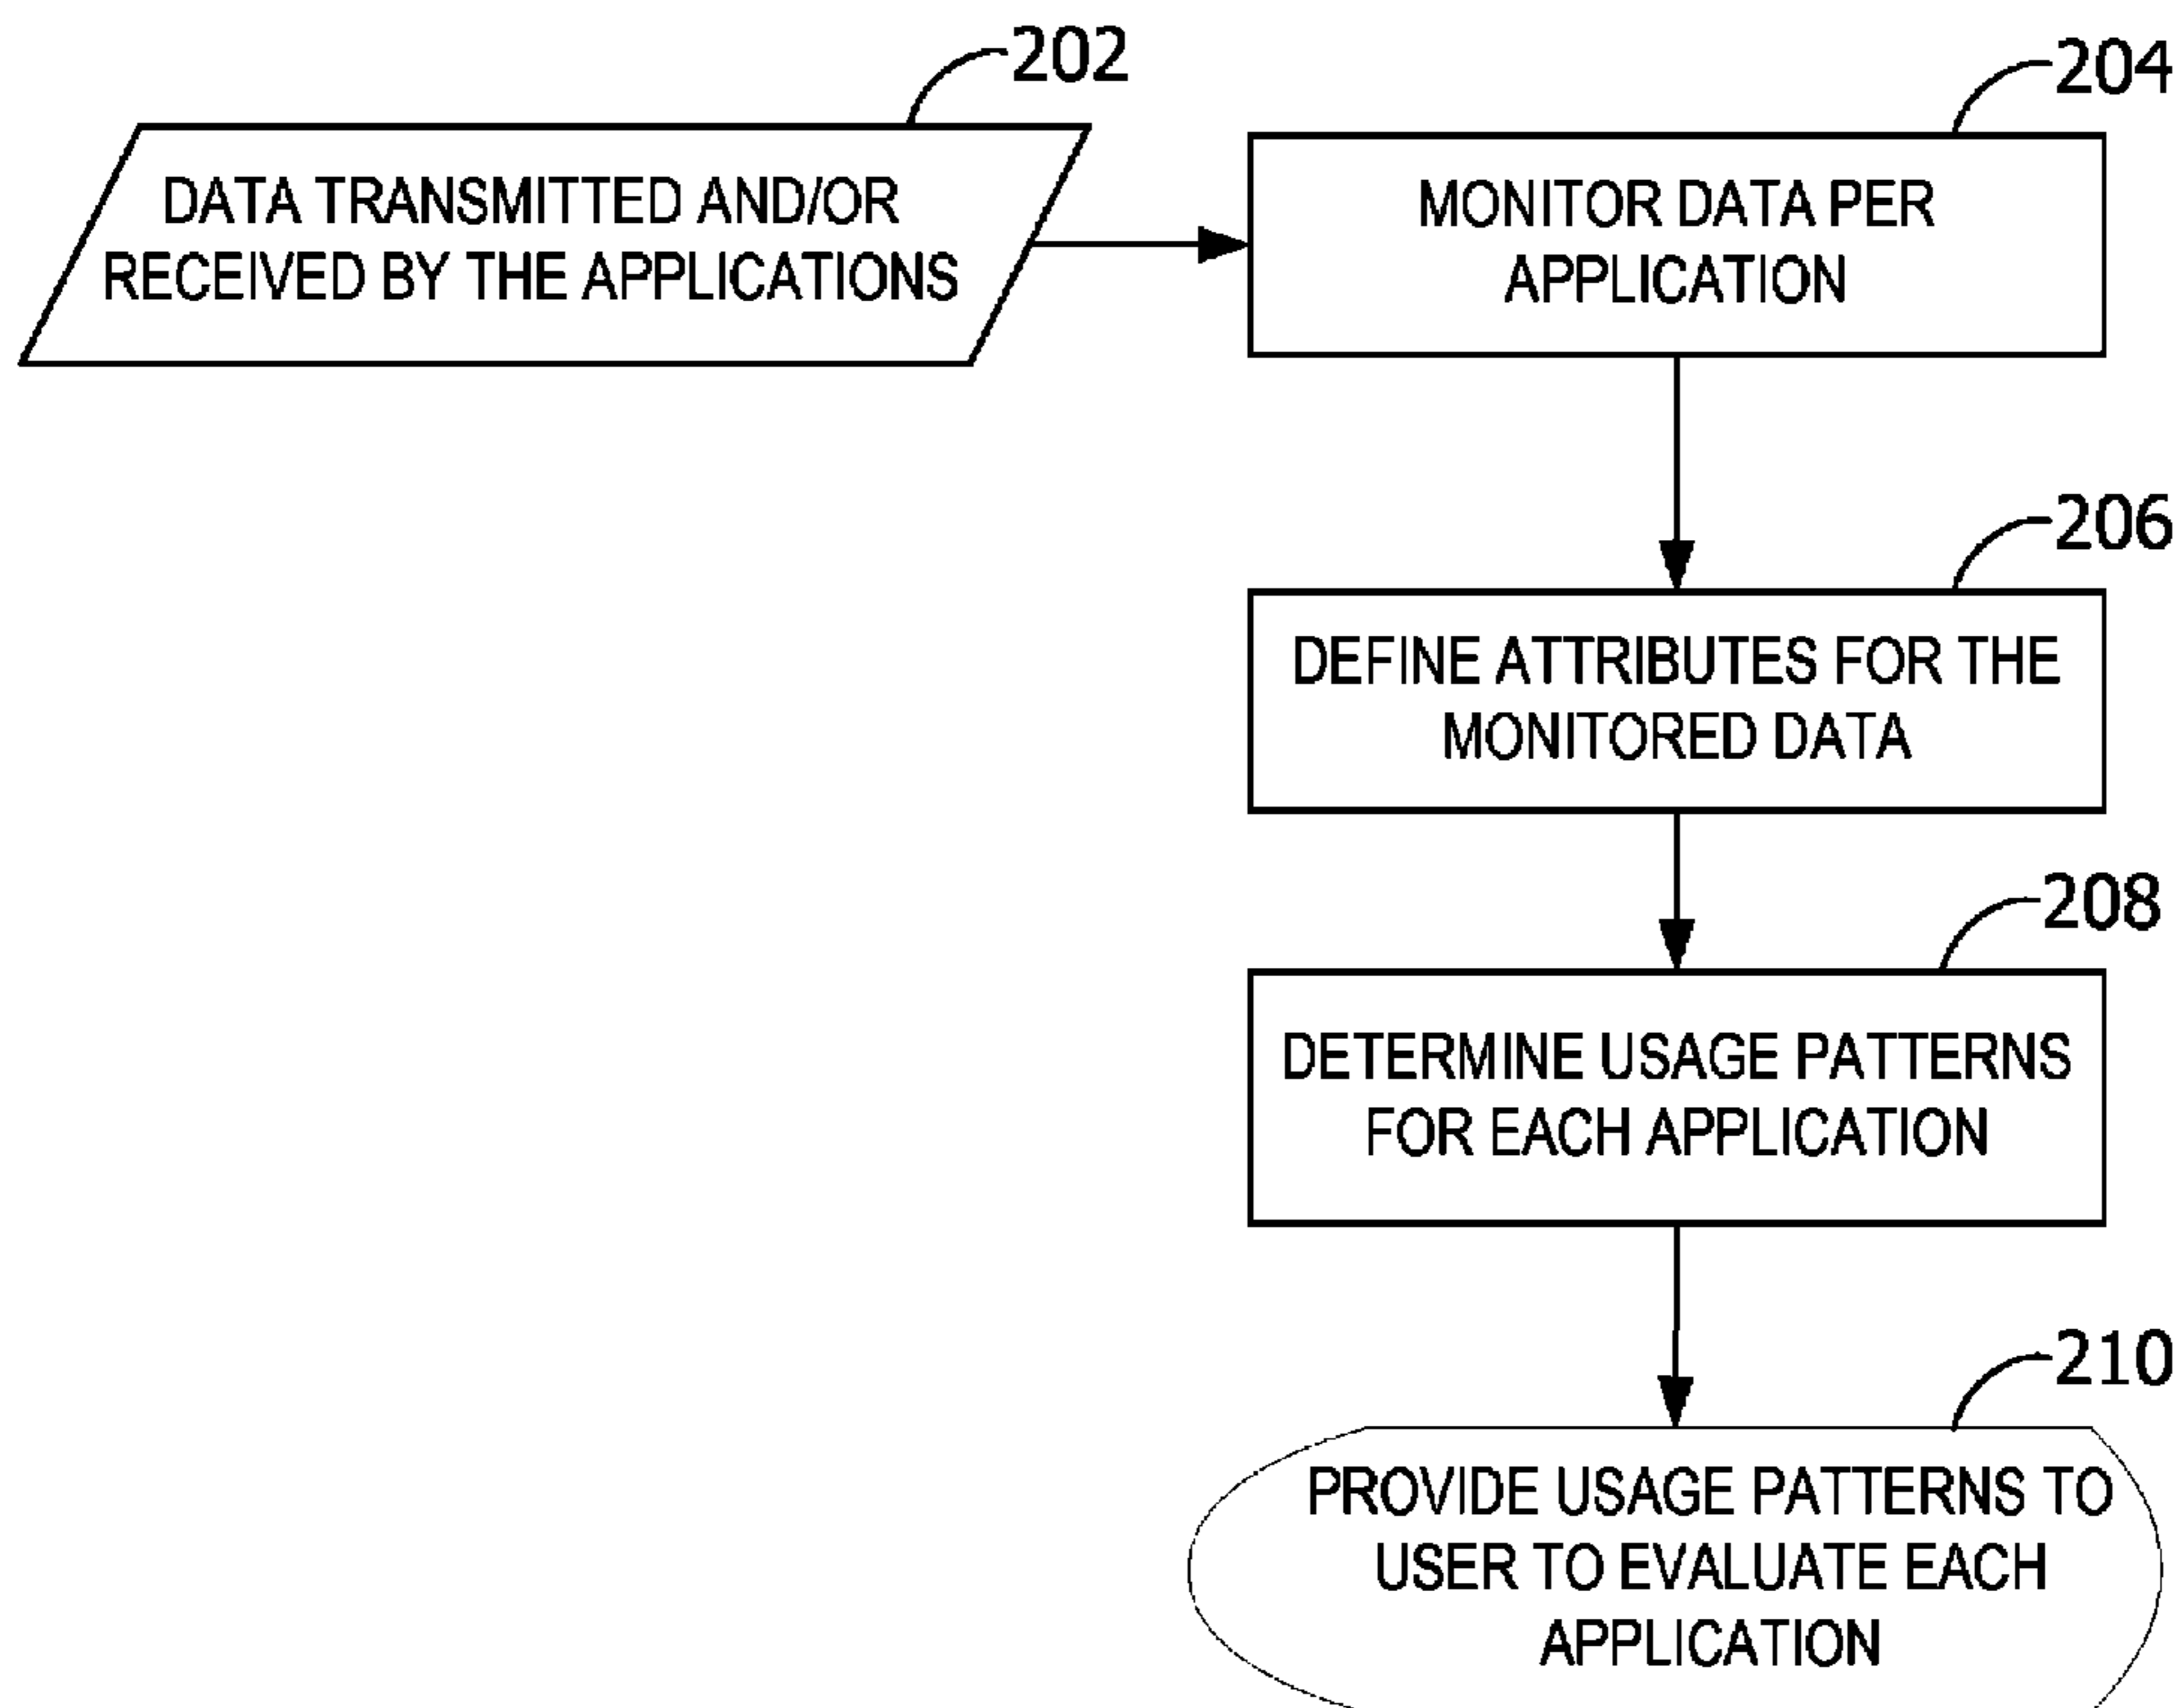 202
DATA TRANSMITTED AND/OR
RECEIVED BY THE APPLICATIONS
204
MONITOR DATA PER
APPLICATION
206
DEFINE ATTRIBUTES FOR THE
MONITORED DATA
208
DETERMINE USAGE PATTERNS
FOR EACH APPLICATION
210
PROVIDE USAGE PATTERNS TO
USER TO EVALUATE EACH
APPLICATION